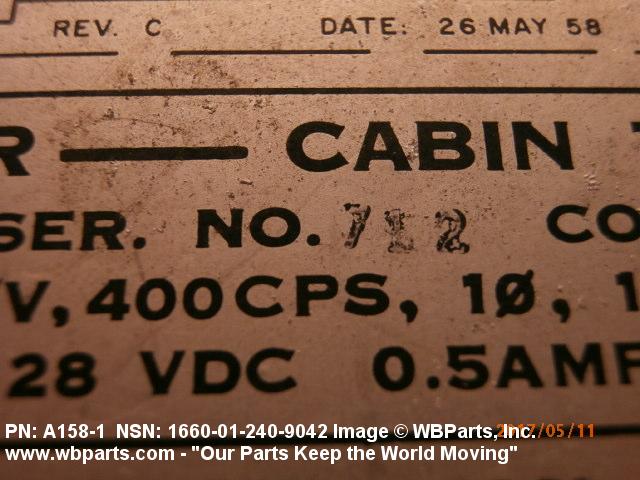 REV. C DATE: 26 MAY 58
R — CABIN
SER. NO. 712 CO
V, 400CPS, 1Ø, 1
28 VDC 0.5AMP
PN: A158-1 NSN: 1660-01-240-9042 Image © WBParts, Inc. 2017/05/11
www.wbparts.com - "Our Parts Keep the World Moving"